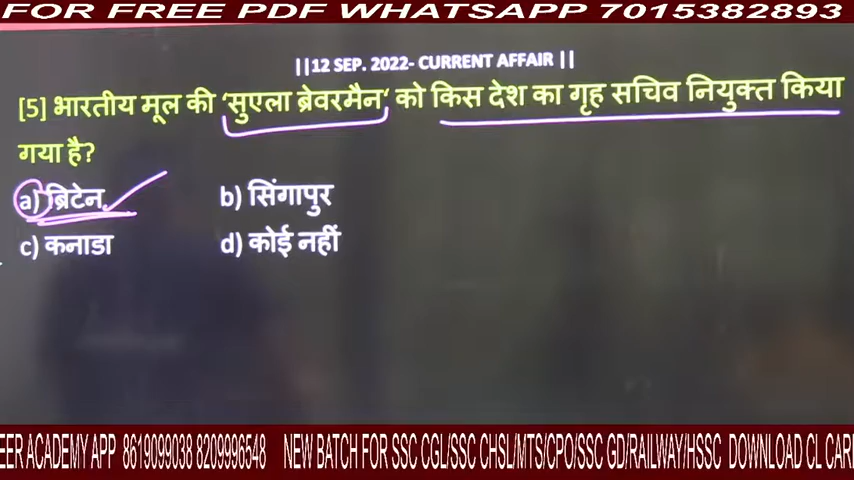 FOR FREE PDF WHATSAPP 7015382893
||12 SEP. 2022- CURRENT AFFAIR ||
[5] भारतीय मूल की ‘सुएला ब्रेवरमैन‘ को किस देश का गृह सचिव नियुक्त किया
गया है?
a) ब्रिटेन b) सिंगापुर
c) कनाडा d) कोई नहीं
EER ACADEMY APP 8619099038 8209996548 NEW BATCH FOR SSC CGL/SSC CHSL/MTS/CPO/SSC GD/RAILWAY/HSSC DOWNLOAD CL CARE